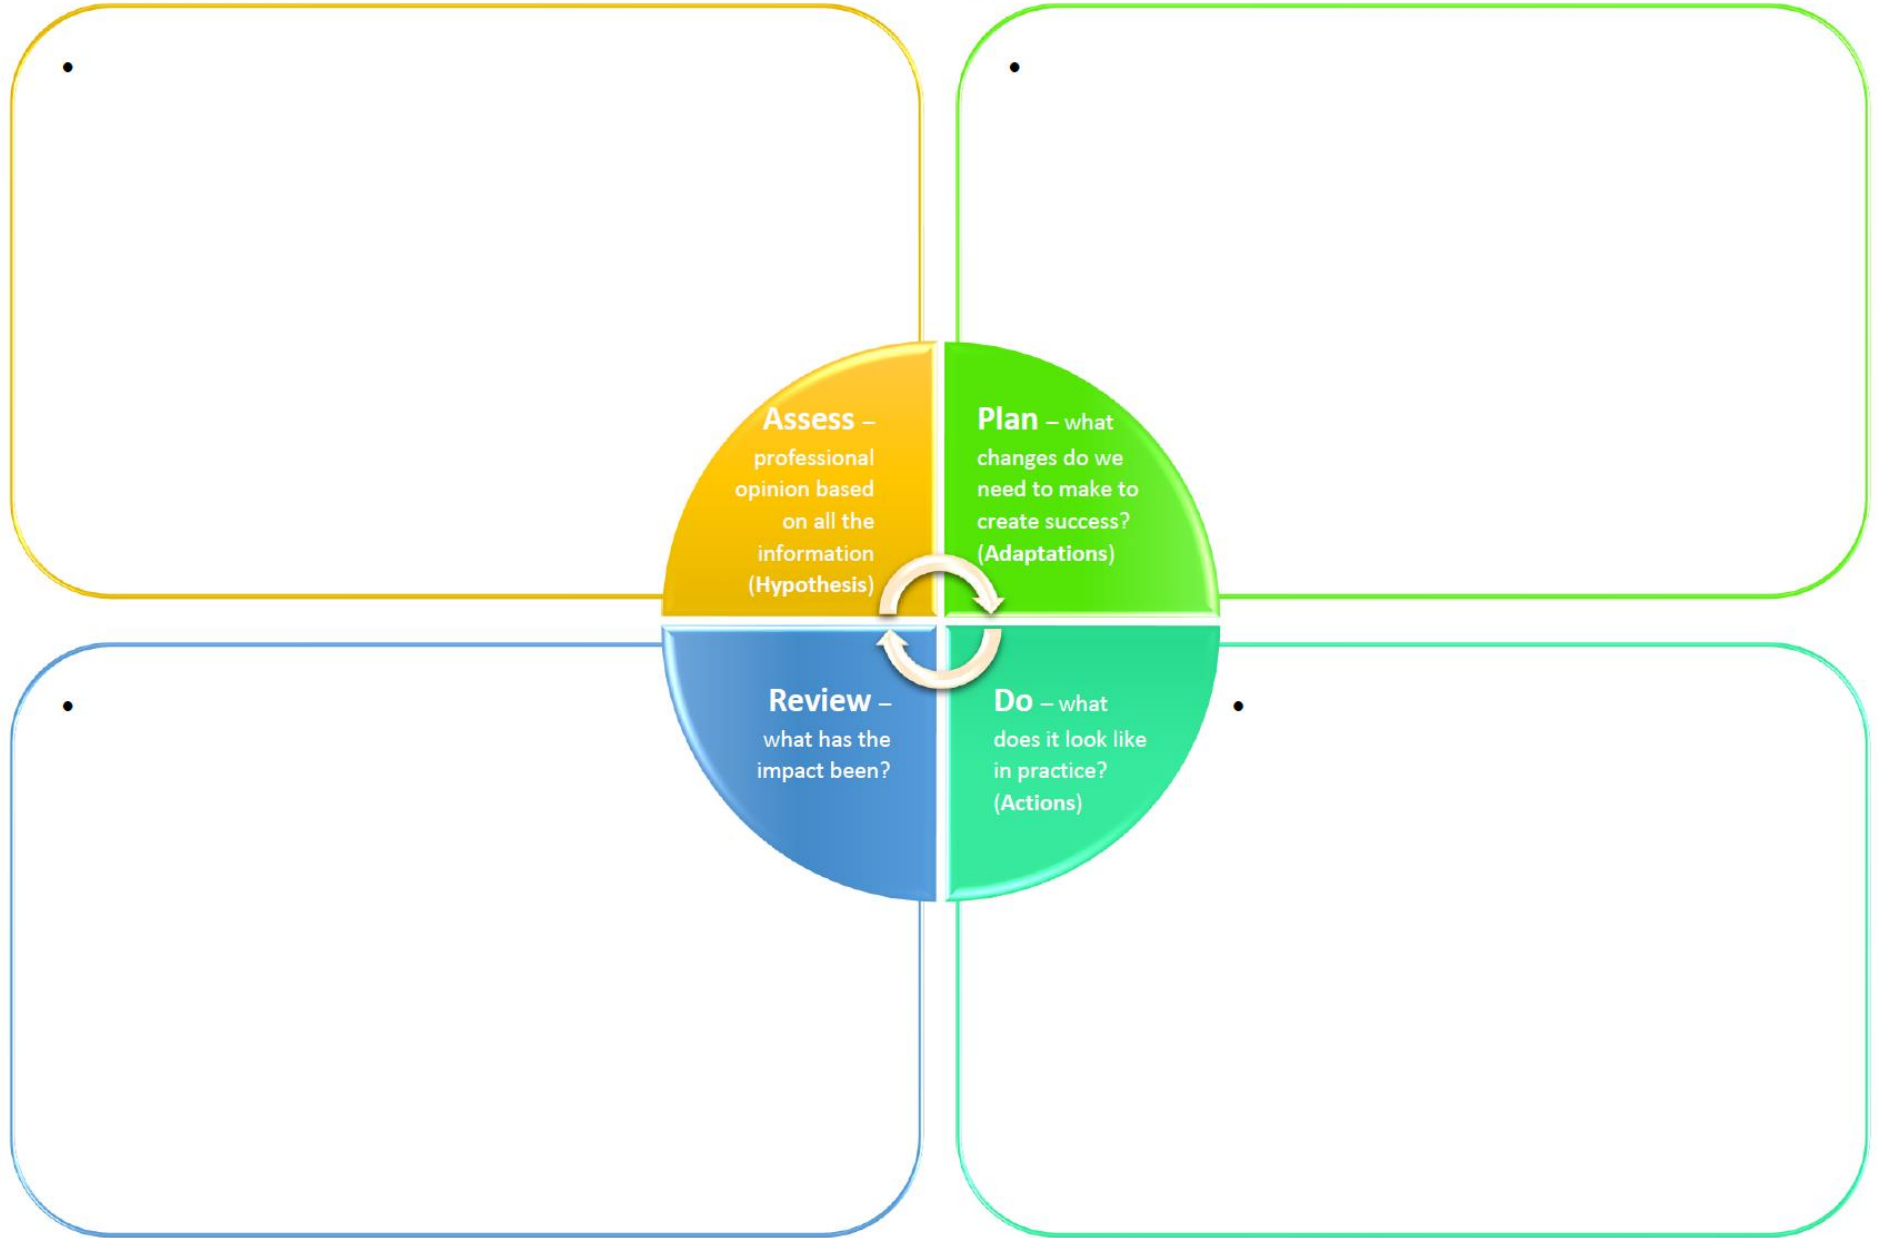 •
•
Assess –
professional
opinion based
on all the
information
(Hypothesis)
Plan – what
changes do we
need to make to
create success?
(Adaptations)
•
Review –
what has the
impact been?
Do – what
does it look like
in practice?
(Actions)
•